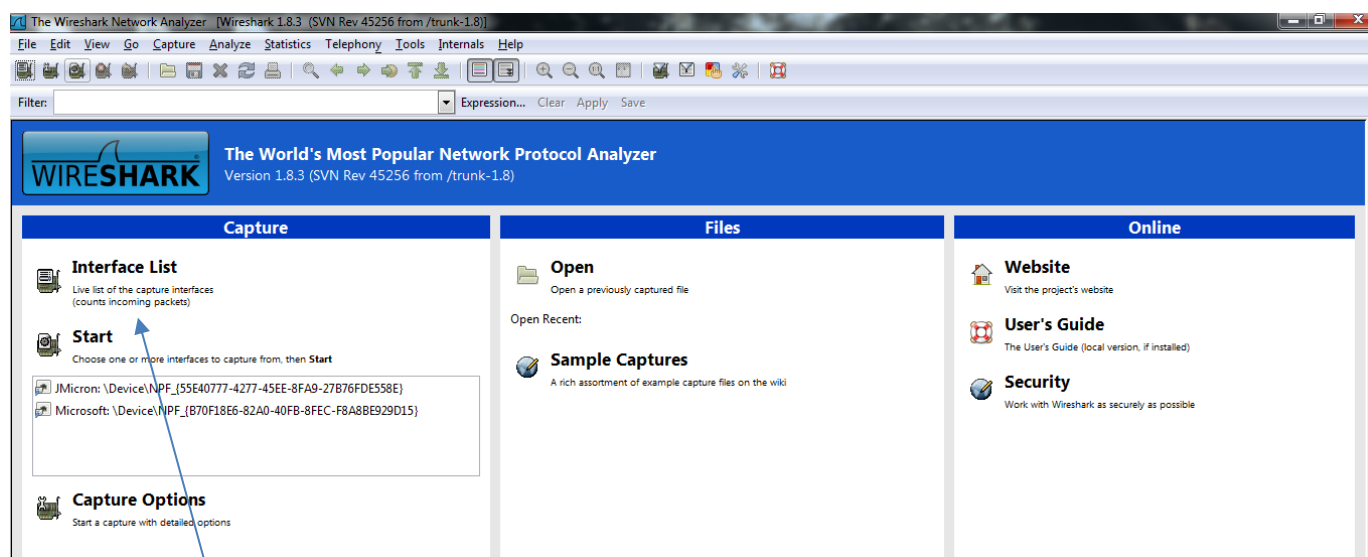 The Wireshark Network Analyzer [Wireshark 1.8.3 (SVN Rev 45256 from /trunk-1.8)]
File Edit View Go Capture Analyze Statistics Telephony Tools Internals Help
Filter: Expression... Clear Apply Save
WIRESHARK
The World's Most Popular Network Protocol Analyzer
Version 1.8.3 (SVN Rev 45256 from /trunk-1.8)
Capture
Interface List
Live list of the capture interfaces
(counts incoming packets)
Start
Choose one or more interfaces to capture from, then Start
JMicron: \Device\NPF_{55E40777-4277-45EE-8FA9-27B76FDE558E}
Microsoft: \Device\NPF_{B70F18E6-82A0-40FB-8FEC-F8A8BE929D15}
Capture Options
Start a capture with detailed options
Files
Open
Open a previously captured file
Open Recent:
Sample Captures
A rich assortment of example capture files on the wiki
Online
Website
Visit the project's website
User's Guide
The User's Guide (local version, if installed)
Security
Work with Wireshark as securely as possible